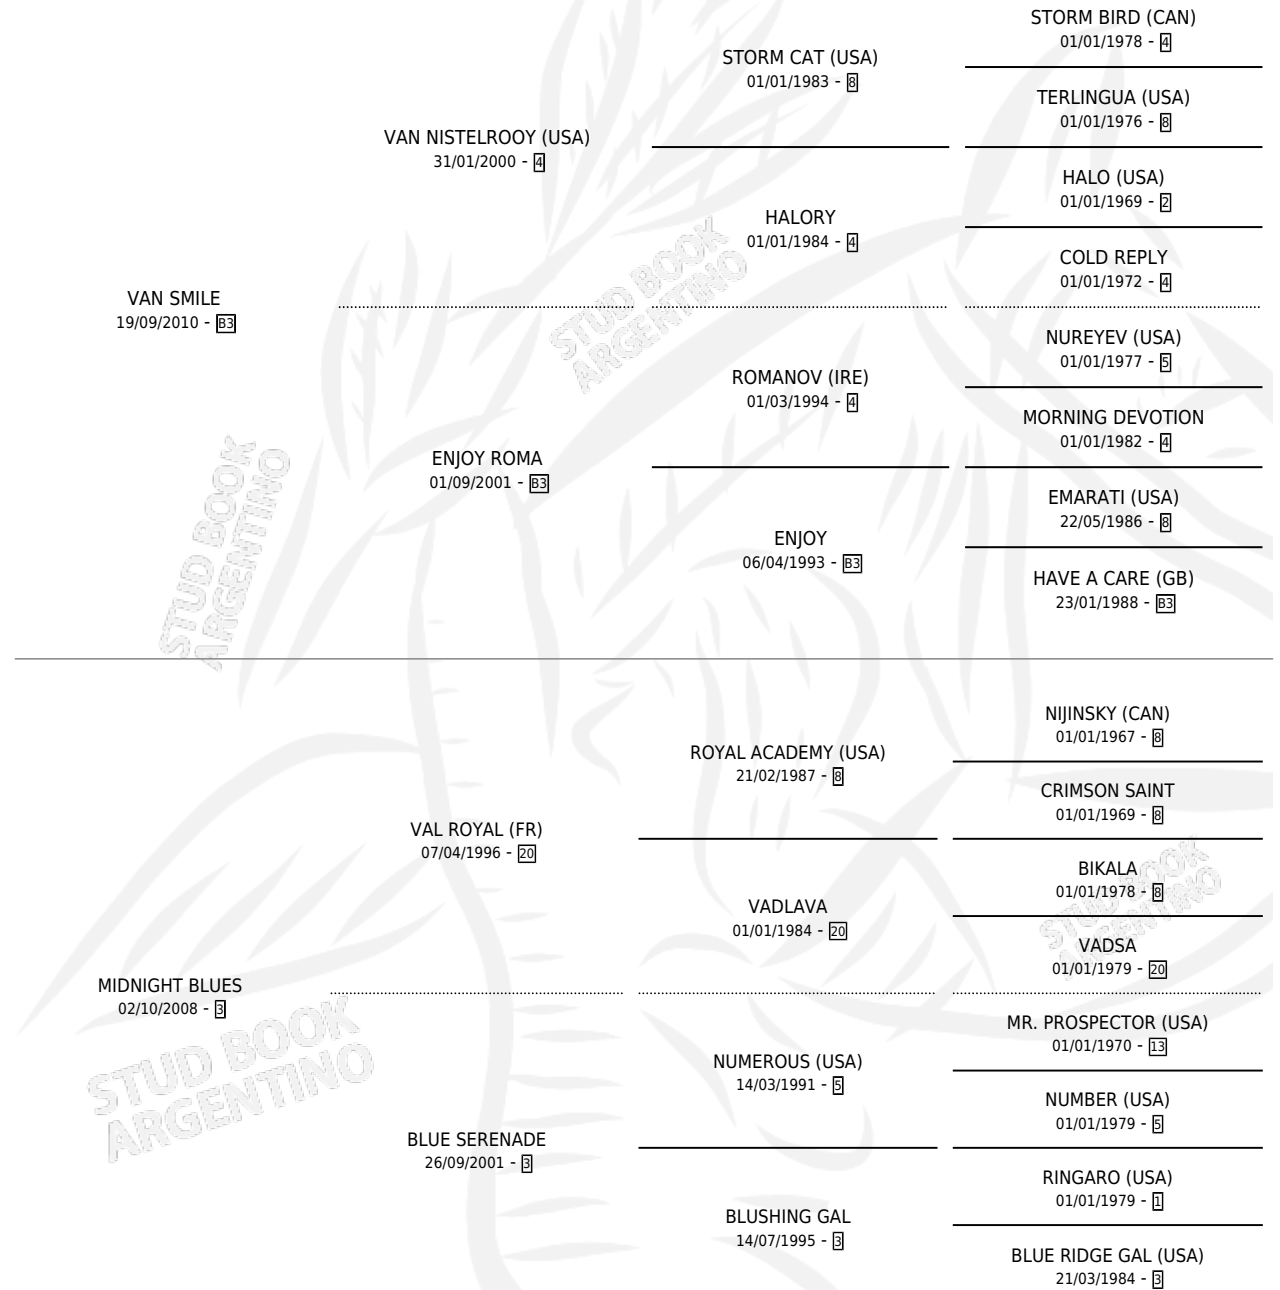 STORM BIRD (CAN)
01/01/1978 - 4
STORM CAT (USA)
01/01/1983 - 8
TERLINGUA (USA)
01/01/1976 - 8
VAN NISTELROOY (USA)
31/01/2000 - 4
HALO (USA)
01/01/1969 - 2
HALORY
01/01/1984 - 4
COLD REPLY
01/01/1972 - 4
VAN SMILE
19/09/2010 - B3
NUREYEV (USA)
01/01/1977 - 5
ROMANOV (IRE)
01/03/1994 - 4
MORNING DEVOTION
01/01/1982 - 4
ENJOY ROMA
01/09/2001 - B3
EMARATI (USA)
22/05/1986 - 8
ENJOY
06/04/1993 - B3
HAVE A CARE (GB)
23/01/1988 - B3
NIJINSKY (CAN)
01/01/1967 - 8
ROYAL ACADEMY (USA)
21/02/1987 - 8
CRIMSON SAINT
01/01/1969 - 8
VAL ROYAL (FR)
07/04/1996 - 20
BIKALA
01/01/1978 - 8
VADLAVA
01/01/1984 - 20
VADSA
01/01/1979 - 20
MIDNIGHT BLUES
02/10/2008 - 3
MR. PROSPECTOR (USA)
01/01/1970 - 13
NUMEROUS (USA)
14/03/1991 - 5
NUMBER (USA)
01/01/1979 - 5
BLUE SERENADE
26/09/2001 - 3
RINGARO (USA)
01/01/1979 - 1
BLUSHING GAL
14/07/1995 - 3
BLUE RIDGE GAL (USA)
21/03/1984 - 3
STUD BOOK
ARGENTINO
STUD BOOK
ARGENTINO
STUD BOOK
ARGENTINO
STUD BOOK
ARGENTINO